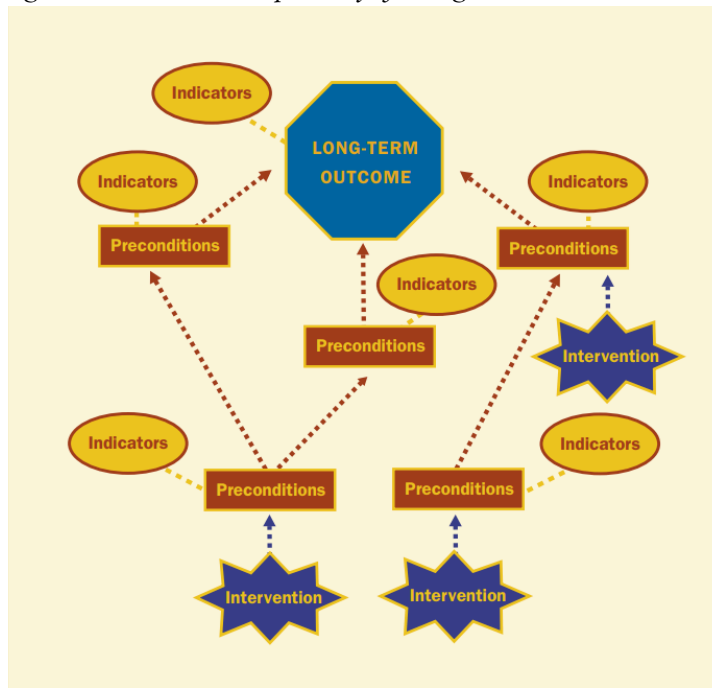 Indicators
LONG-TERM
OUTCOME
Indicators
Indicators
Preconditions
Preconditions
Indicators
Preconditions
Intervention
Indicators
Indicators
Preconditions
Preconditions
Intervention
Intervention